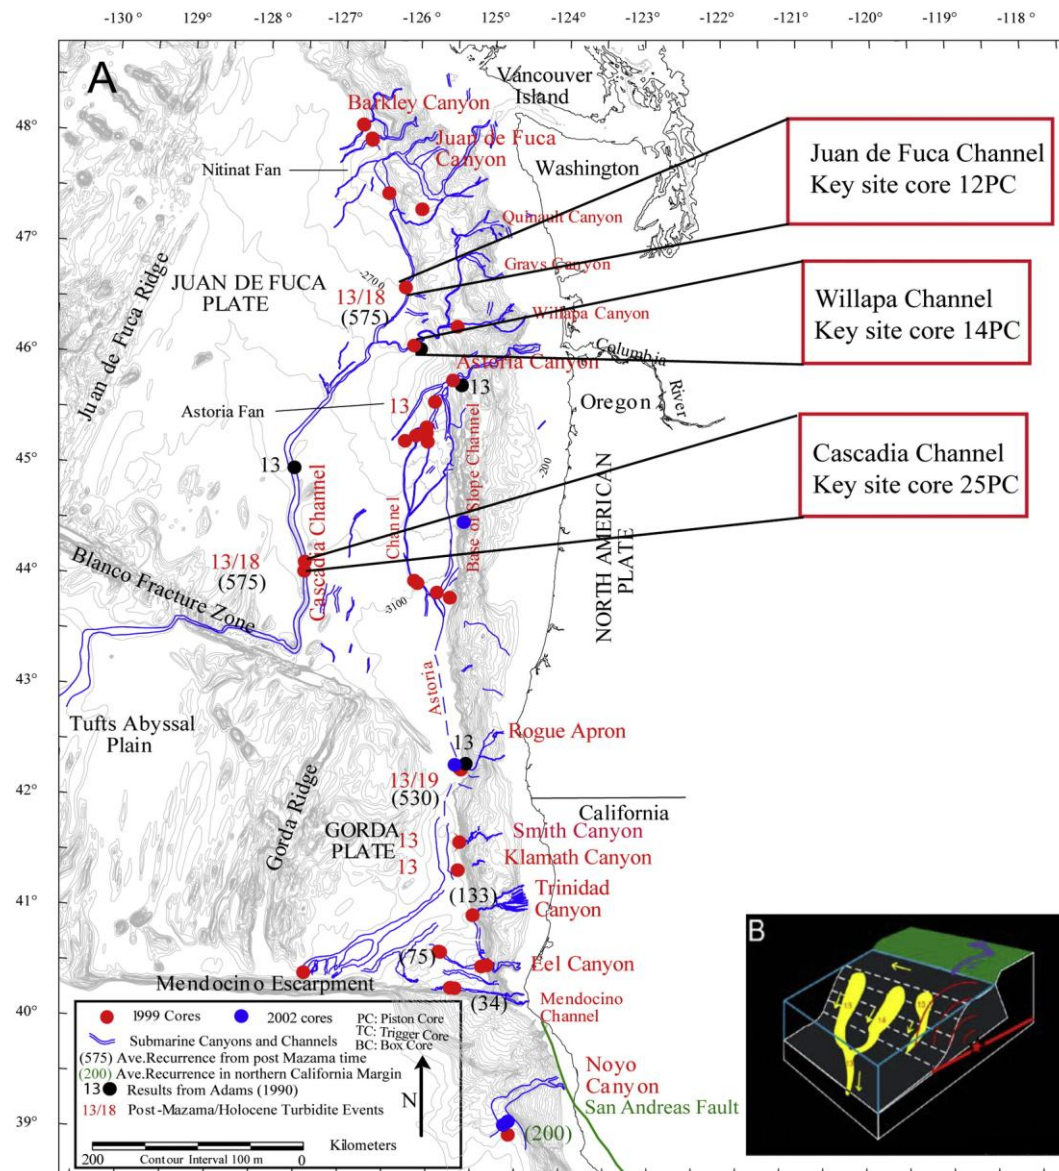 -130° -129° -128° -127° -126° -125° -124° -123° -122° -121° -120° -119° -118°
A
48°
47°
46°
45°
44°
43°
42°
41°
40°
39°
Vancouver
Island
Barkley Canyon
Juan de Fuca
Canyon
Washington
Nitinat Fan
Juan de Fuca Channel
Key site core 12PC
Quinault Canyon
Grays Canyon
-2700
JUAN DE FUCA
PLATE
13/18
(575)
Juan de Fuca Ridge
Willapa Canyon
Willapa Channel
Key site core 14PC
Columbia
River
Astoria Canyon
13
Oregon
Astoria Fan
13
Base of Slope Channel
-200
13
Cascadia Channel
Channel
Cascadia Channel
Key site core 25PC
NORTH AMERICAN
PLATE
13/18
(575)
Blanco Fracture Zone
-3100
Astoria
Tufts Abyssal
Plain
Rogue Apron
13
13/19
(530)
California
Gorda Ridge
GORDA
PLATE
13
13
Smith Canyon
Klamath Canyon
Trinidad
Canyon
(133)
(75)
Eel Canyon
Mendocino Escarpment
(34)
Mendocino
Channel
Noyo
Canyon
San Andreas Fault
(200)
1999 Cores
2002 cores
PC: Piston Core
TC: Trigger Core
BC: Box Core
Submarine Canyons and Channels
(575) Ave.Recurrence from post Mazama time
(200) Ave.Recurrence in northern California Margin
13 Results from Adams (1990)
13/18 Post-Mazama/Holocene Turbidite Events
N
Kilometers
200 Contour Interval 100 m 0
B
13